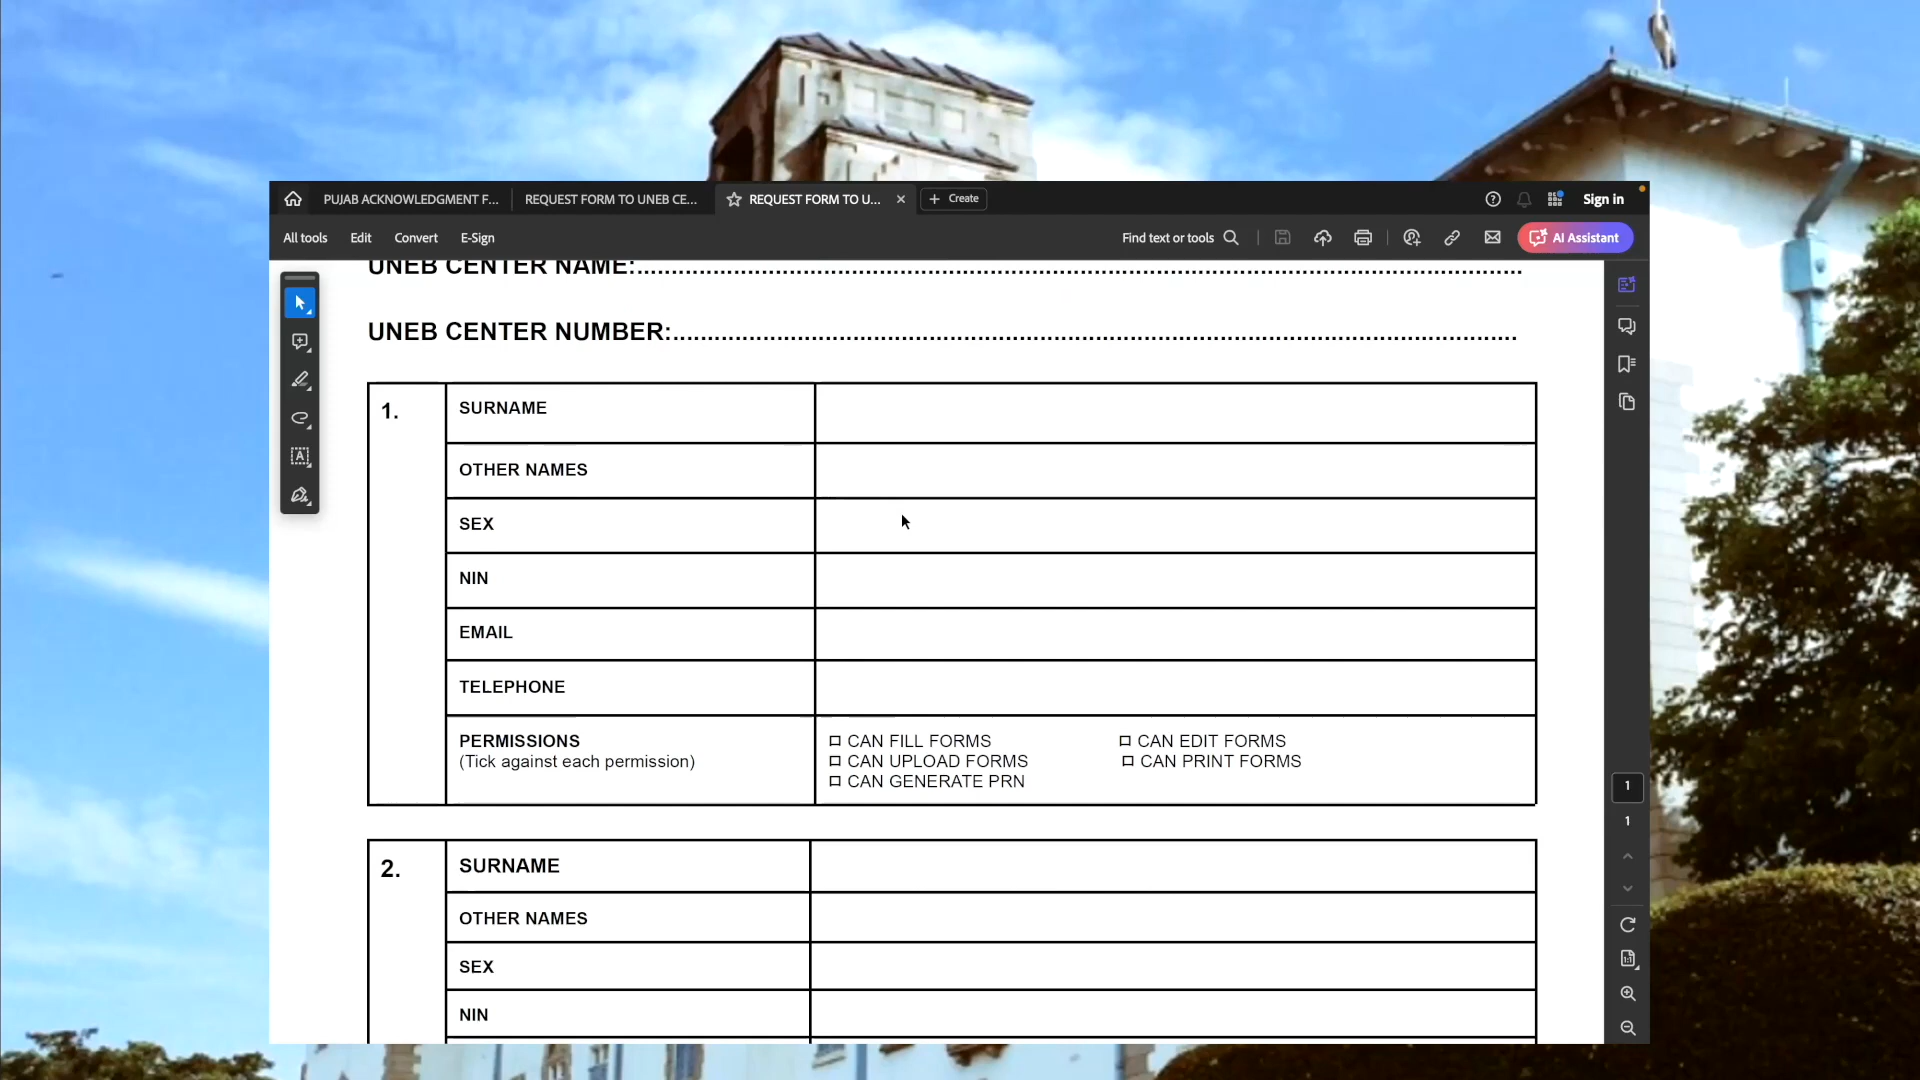 PUJAB ACKNOWLEDGMENT F... REQUEST FORM TO UNEB CE... REQUEST FORM TO U... Create Sign in
All tools Edit Convert E-Sign Find text or tools AI Assistant
UNEB CENTER NAME:..........................................................................................................................
UNEB CENTER NUMBER:.....................................................................................................................
1. SURNAME
OTHER NAMES
SEX
NIN
EMAIL
TELEPHONE
PERMISSIONS
(Tick against each permission)
CAN FILL FORMS CAN EDIT FORMS
CAN UPLOAD FORMS CAN PRINT FORMS
CAN GENERATE PRN
1
1
2. SURNAME
OTHER NAMES
SEX
NIN